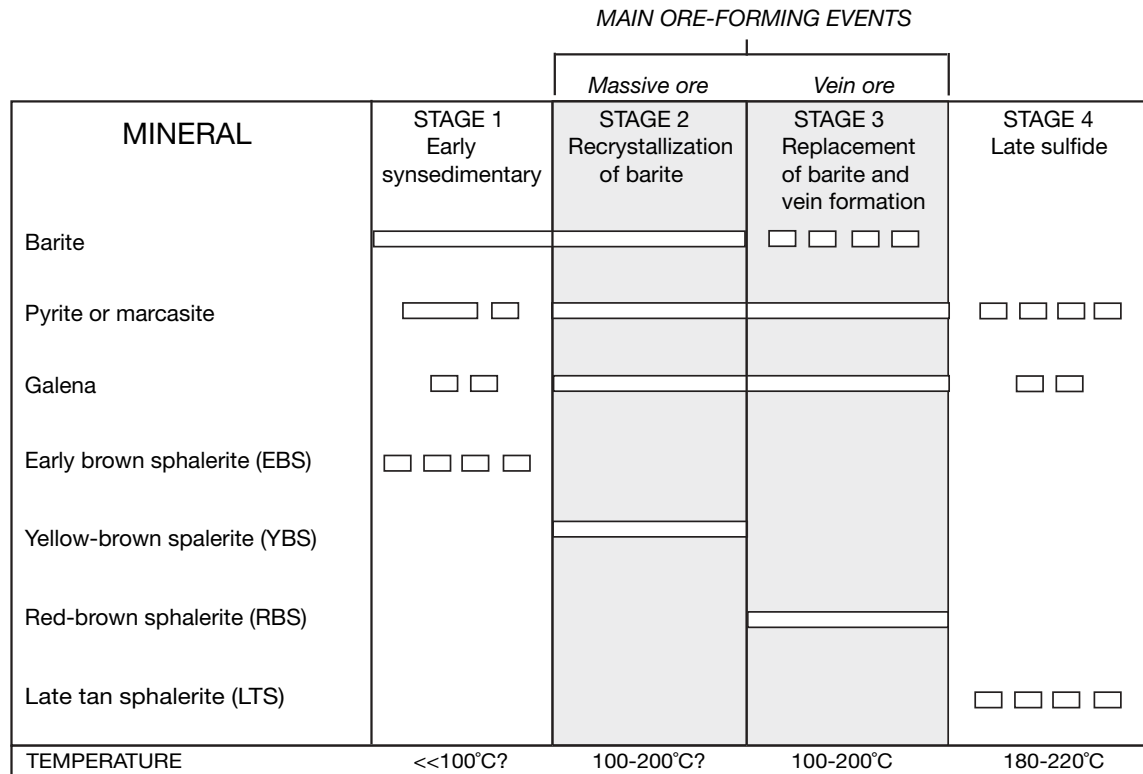 MAIN ORE-FORMING EVENTS
Massive ore
Vein ore
MINERAL
STAGE 1
Early
synsedimentary
STAGE 2
Recrystallization
of barite
STAGE 3
Replacement
of barite and
vein formation
STAGE 4
Late sulfide
Barite
Pyrite or marcasite
Galena
Early brown sphalerite (EBS)
Yellow-brown spalerite (YBS)
Red-brown sphalerite (RBS)
Late tan sphalerite (LTS)
TEMPERATURE
<<100˚C?
100-200˚C?
100-200˚C
180-220˚C